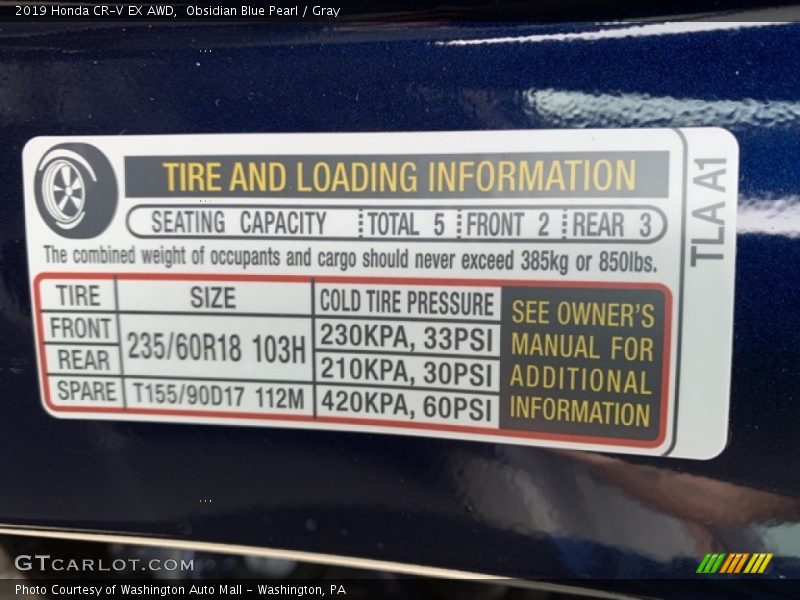 2019 Honda CR-V EX AWD,  Obsidian Blue Pearl / Gray
TIRE AND LOADING INFORMATION
SEATING CAPACITY TOTAL 5 FRONT 2 REAR 3
The combined weight of occupants and cargo should never exceed 385kg or 850lbs.
TIRE SIZE COLD TIRE PRESSURE
FRONT 235/60R18 103H 230KPA, 33PSI
REAR 210KPA, 30PSI
SPARE T155/90D17 112M 420KPA, 60PSI
SEE OWNER'S
MANUAL FOR
ADDITIONAL
INFORMATION
TLA A1
GTCARLOT.COM
Photo Courtesy of Washington Auto Mall - Washington, PA